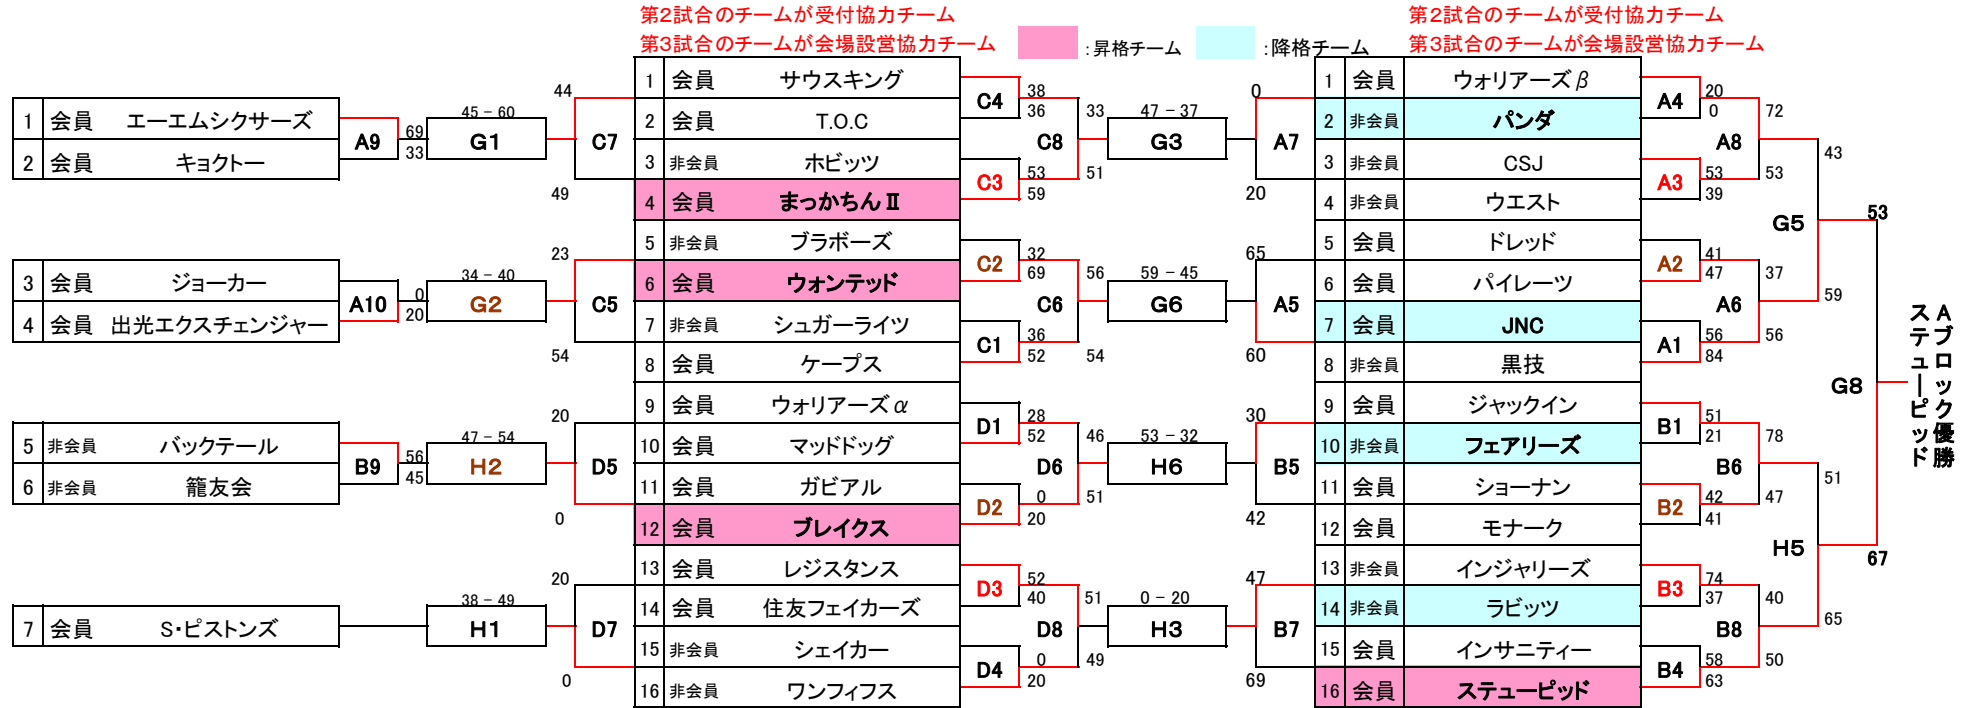 第2試合のチームが受付協力チーム
第3試合のチームが会場設営協力チーム
：昇格チーム
：降格チーム
第2試合のチームが受付協力チーム
第3試合のチームが会場設営協力チーム
1 会員 エーエムシクサーズ
2 会員 キョクトー
3 会員 ジョーカー
4 会員 出光エクスチェンジャー
5 非会員 バックテール
6 非会員 籠友会
7 会員 S・ピストンズ
A9
69
33
A10
0
20
B9
56
45
45 － 60
G1
34 － 40
G2
47 － 54
H2
38 － 49
H1
44
C7
49
23
C5
54
20
D5
0
20
D7
0
1 会員 サウスキング
2 会員 T.O.C
3 非会員 ホビッツ
4 会員 まっかちんⅡ
5 非会員 ブラボーズ
6 会員 ウォンテッド
7 非会員 シュガーライツ
8 会員 ケープス
9 会員 ウォリアーズα
10 会員 マッドドッグ
11 会員 ガビアル
12 会員 ブレイクス
13 会員 レジスタンス
14 会員 住友フェイカーズ
15 非会員 シェイカー
16 非会員 ワンフィフス
C4
38
36
C3
53
59
C2
32
69
C1
36
52
D1
28
52
D2
0
20
D3
52
40
D4
0
20
33
C8
51
56
C6
54
46
D6
51
51
D8
49
47 － 37
G3
59 － 45
G6
53 － 32
H6
0 － 20
H3
0
A7
20
65
A5
60
30
B5
42
47
B7
69
1 会員 ウォリアーズβ
2 非会員 パンダ
3 非会員 CSJ
4 非会員 ウエスト
5 会員 ドレッド
6 会員 パイレーツ
7 会員 JNC
8 非会員 黒技
9 会員 ジャックイン
10 非会員 フェアリーズ
11 会員 ショーナン
12 会員 モナーク
13 非会員 インジャリーズ
14 非会員 ラビッツ
15 会員 インサニティー
16 会員 ステューピッド
A4
20
0
A3
53
39
A2
41
47
A1
56
84
B1
51
21
B2
42
41
B3
74
37
B4
58
63
72
A8
53
37
A6
56
78
B6
47
40
B8
50
43
G5
59
51
H5
65
53
G8
67
Aブロック優勝
ステューピッド